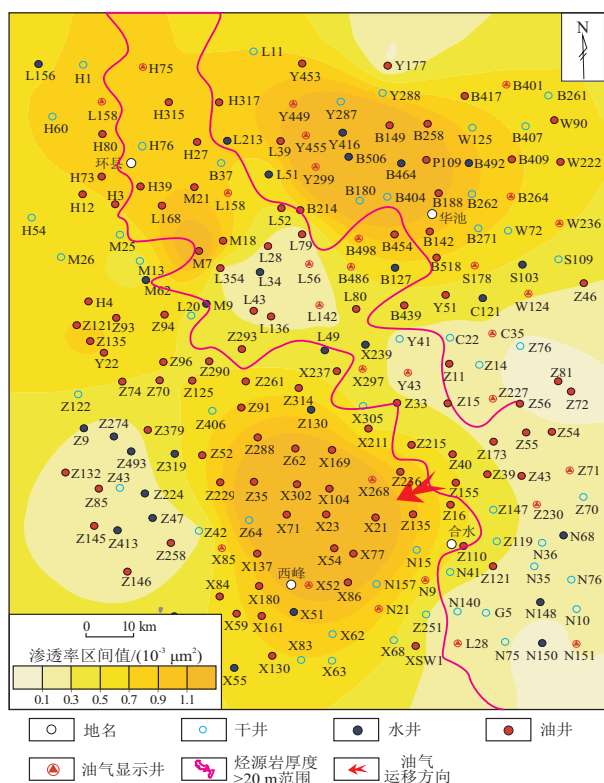 N
L11
L156
H1
H75
Y453
Y177
L158
H315
H317
Y449
Y287
Y288
B417
B401
B261
H60
H80
H76
H27
L213
L39
Y455
Y416
B149
B258
W125
B407
W90
环县
B37
B506
Y299
B464
P109
B492
B409
W222
H73
H39
M21
L158
L51
B180
B404
B188
B262
B264
H12
H3
L168
L52
B214
华池
H54
M25
M18
L79
B498
B454
B142
B271
W72
W236
M26
M13
M7
L28
L354
L34
L56
B486
B127
B518
S178
S103
S109
M62
H4
L20
M9
L43
L136
L142
L80
B439
Y51
C121
W124
Z46
Z121
Z93
Z94
Z135
Y22
Z293
L49
X239
Y41
C22
C35
Z76
Z96
Z290
X237
X297
Y43
Z11
Z14
Z81
Z74
Z70
Z125
Z261
Z314
Z227
Z72
Z122
Z406
Z91
Z130
X305
Z33
Z15
Z56
Z9
Z274
Z379
Z288
X211
Z215
Z173
Z55
Z54
Z493
Z319
Z52
Z62
X169
Z40
Z132
Z43
Z85
Z224
Z229
Z35
X302
X104
X268
Z236
Z155
Z39
Z43
Z71
Z47
Z145
Z413
Z42
Z64
X71
X23
X21
Z135
Z16
Z147
Z230
Z70
合水
Z258
X85
X137
X54
X77
N15
Z110
Z119
N36
N68
Z146
X84
西峰
X52
X86
N157
N9
N41
Z121
N35
N76
X180
X59
X161
X51
N21
Z251
N140
G5
N148
N10
X62
X83
X68
X55
X130
X63
XSW1
L28
N75
N150
N151
0 10 km
渗透率区间值/(10⁻³ μm²)
0.1 0.3 0.5 0.7 0.9 1.1
地名 干井 水井 油井
油气显示井 烃源岩厚度 油气
>20 m范围 运移方向